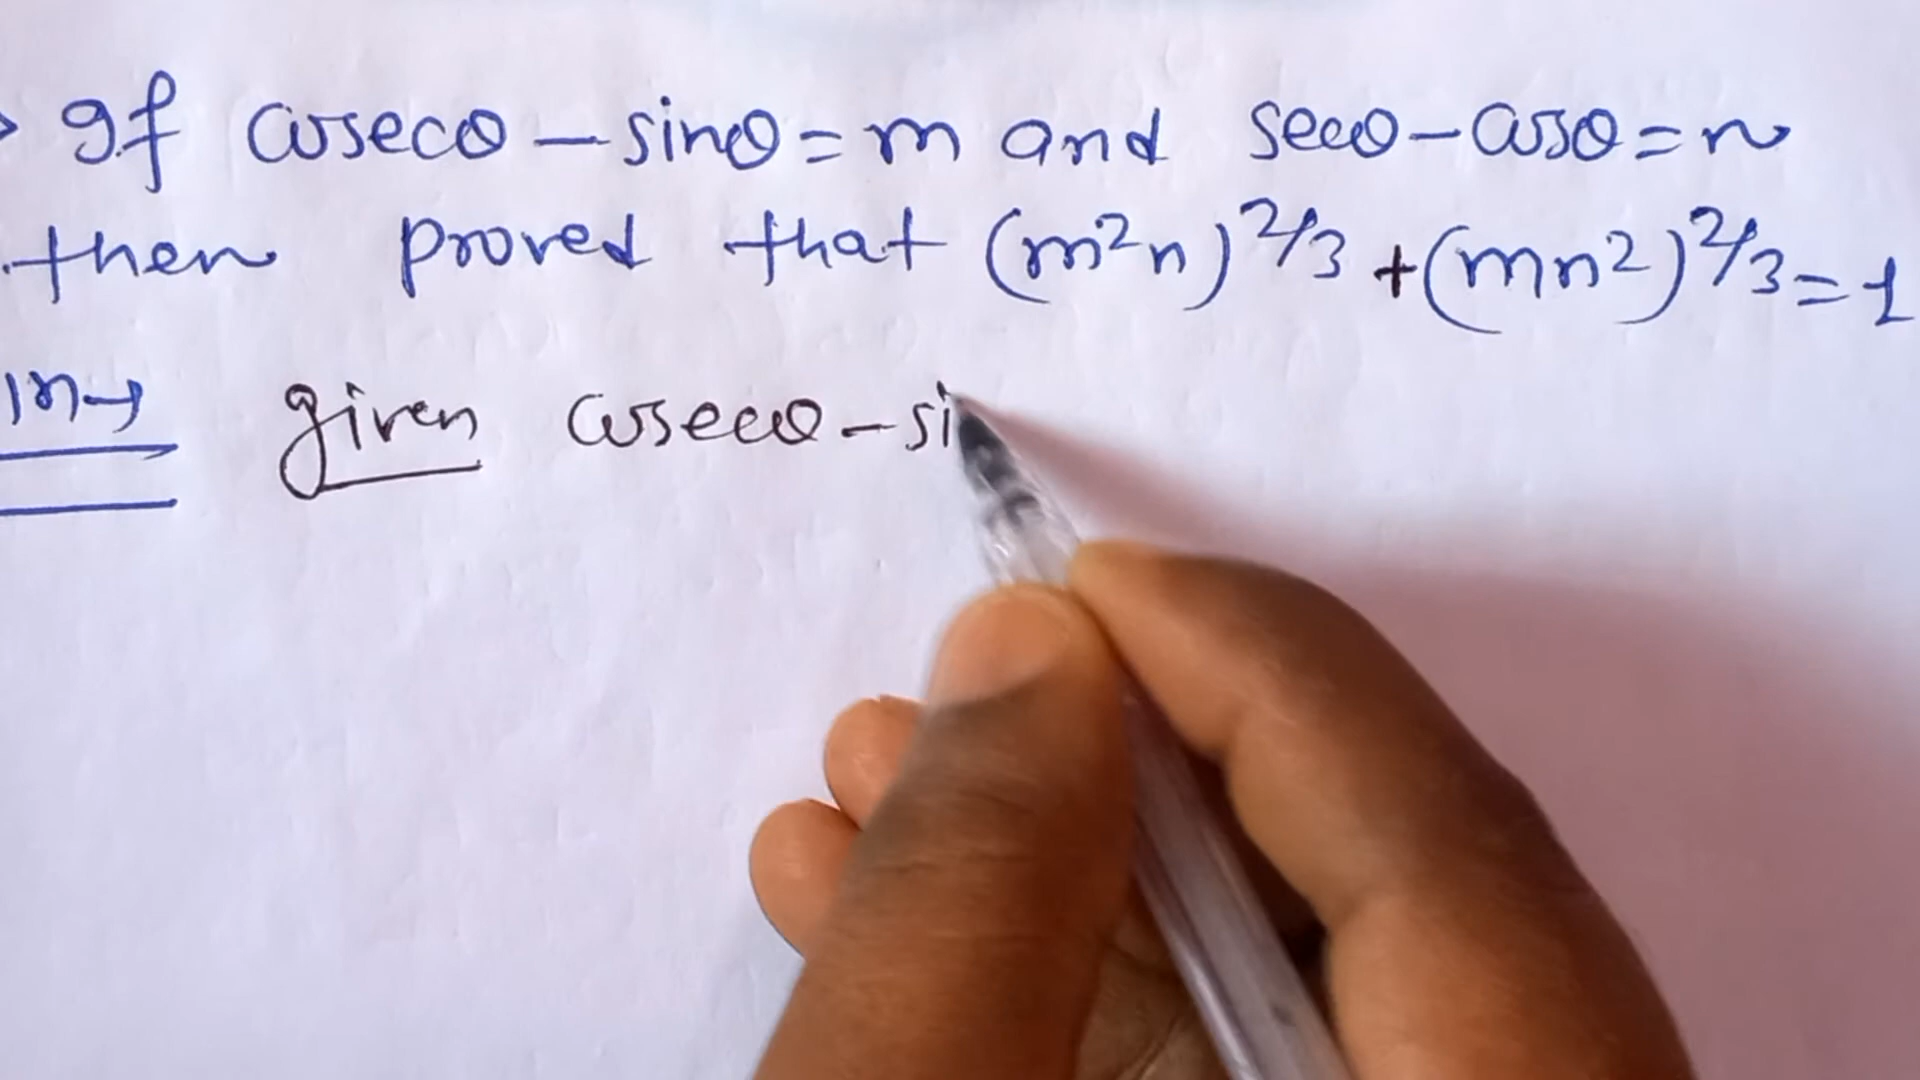 If cosecθ - sinθ = m and secθ - cosθ = n
then proved that (m²n)^2/3 + (mn²)^2/3 = 1
given cosecθ - si